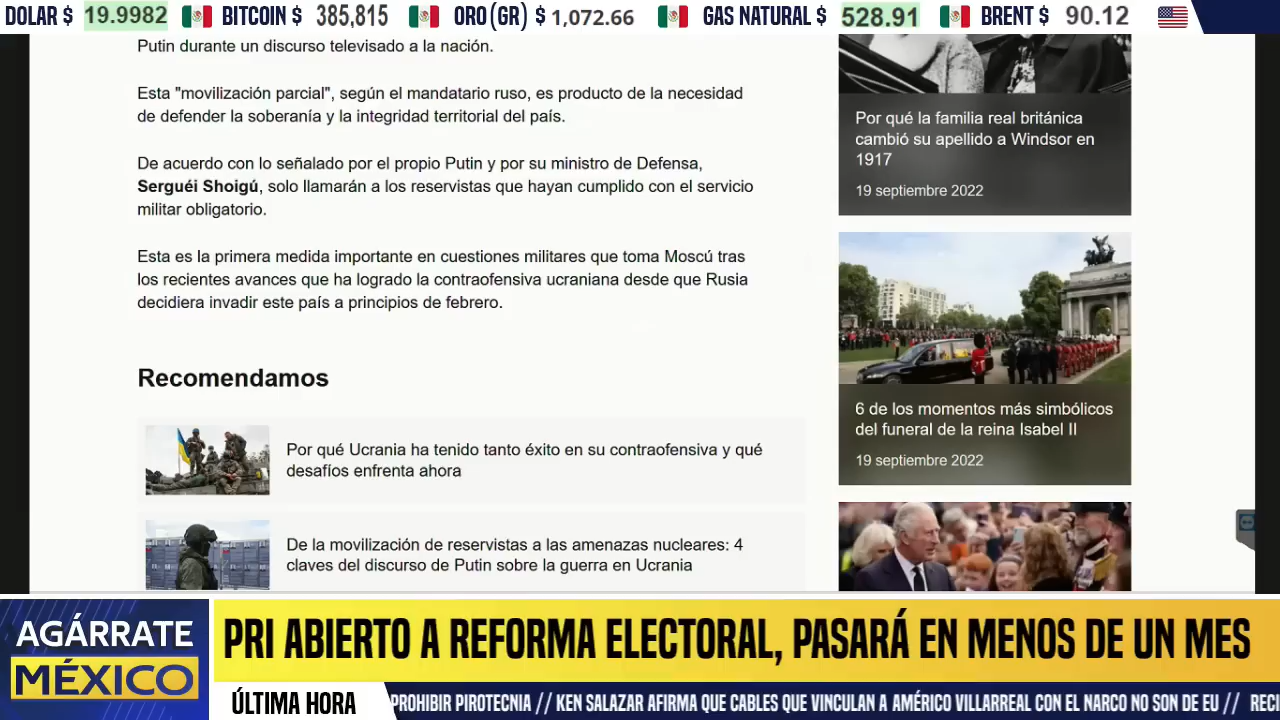 DOLAR $ 19.9982 BITCOIN $ 385,815 ORO(GR) $ 1,072.66 GAS NATURAL $ 528.91 BRENT $ 90.12
Putin durante un discurso televisado a la nación.
Esta "movilización parcial", según el mandatario ruso, es producto de la necesidad
de defender la soberanía y la integridad territorial del país.
De acuerdo con lo señalado por el propio Putin y por su ministro de Defensa,
Serguéi Shoigú, solo llamarán a los reservistas que hayan cumplido con el servicio
militar obligatorio.
Esta es la primera medida importante en cuestiones militares que toma Moscú tras
los recientes avances que ha logrado la contraofensiva ucraniana desde que Rusia
decidiera invadir este país a principios de febrero.
Recomendamos
Por qué Ucrania ha tenido tanto éxito en su contraofensiva y qué
desafíos enfrenta ahora
De la movilización de reservistas a las amenazas nucleares: 4
claves del discurso de Putin sobre la guerra en Ucrania
Por qué la familia real británica
cambió su apellido a Windsor en
1917
19 septiembre 2022
6 de los momentos más simbólicos
del funeral de la reina Isabel II
19 septiembre 2022
AGÁRRATE
MÉXICO
PRI ABIERTO A REFORMA ELECTORAL, PASARÁ EN MENOS DE UN MES
ÚLTIMA HORA
PROHIBIR PIROTECNIA // KEN SALAZAR AFIRMA QUE CABLES QUE VINCULAN A AMÉRICO VILLARREAL CON EL NARCO NO SON DE EU // RECI